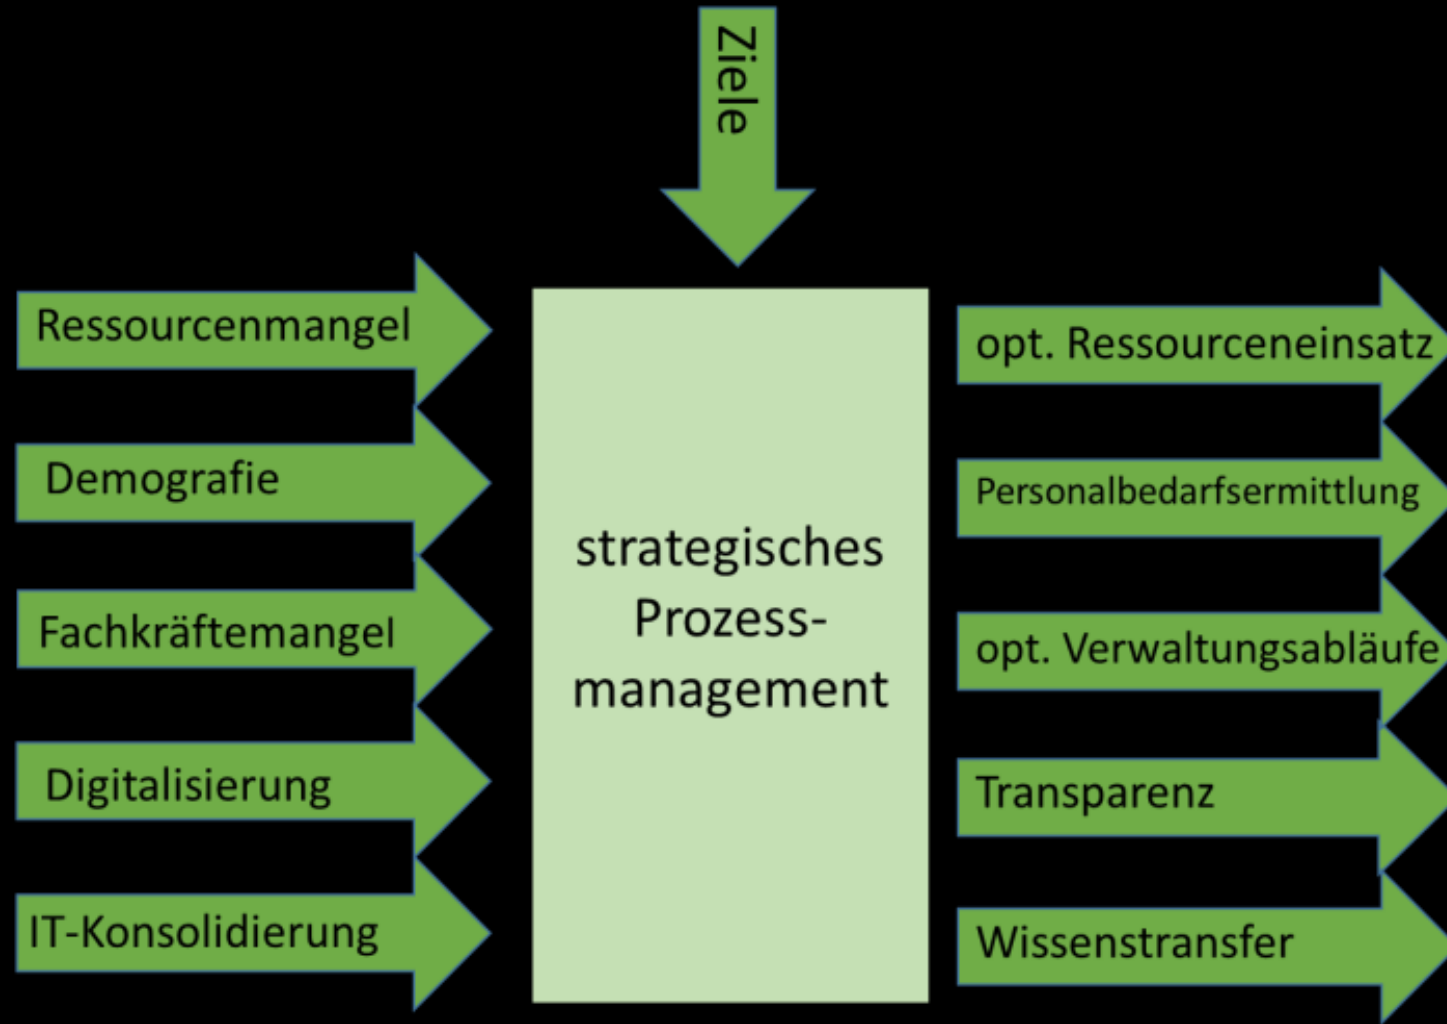 Ziele
Ressourcenmangel
Demografie
Fachkräftemangel
Digitalisierung
IT-Konsolidierung
strategisches
Prozess-
management
opt. Ressourceneinsatz
Personalbedarfsermittlung
opt. Verwaltungsabläufe
Transparenz
Wissenstransfer